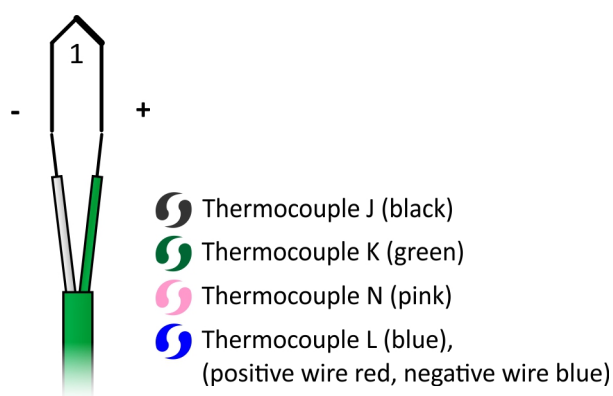 1
- +
Thermocouple J (black)
Thermocouple K (green)
Thermocouple N (pink)
Thermocouple L (blue),
(positive wire red, negative wire blue)